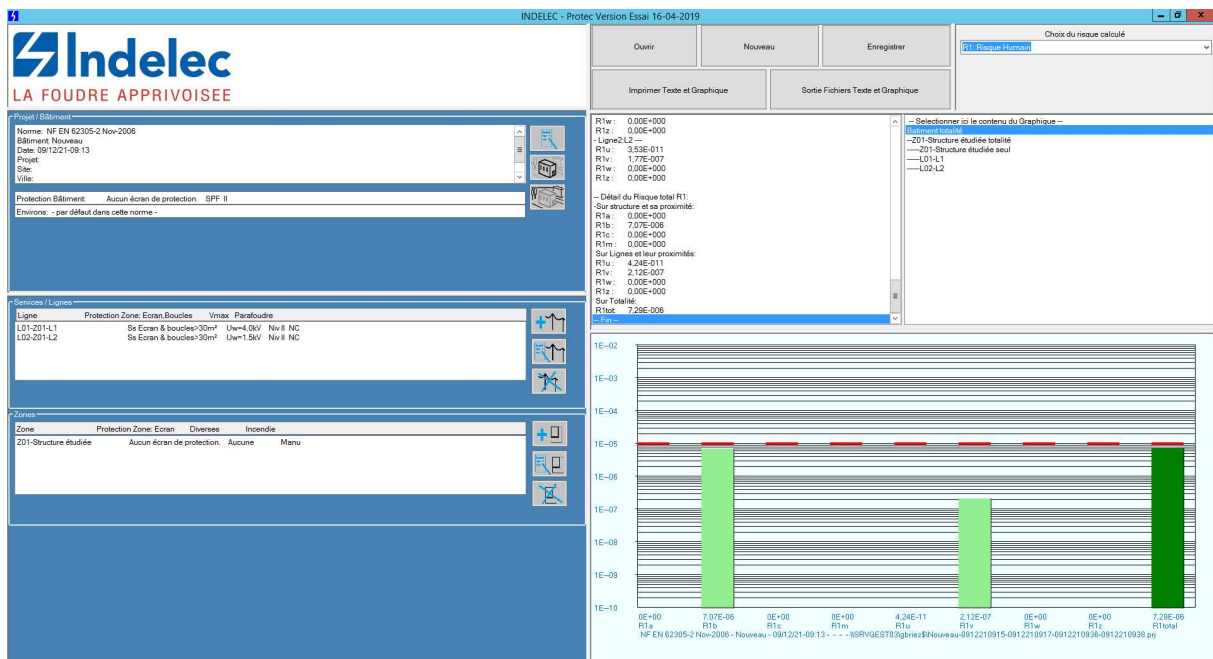 INDELEC - Protec Version Essai 16-04-2019
Indelec
LA FOUDRE APPRIVOISEE
Ouvrir
Nouveau
Enregistrer
Imprimer Texte et Graphique
Sortie Fichiers Texte et Graphique
Choix du risque calculé
R1: Risque Humain
Projet / Bâtiment
Norme: NF EN 62305-2 Nov-2006
Bâtiment: Nouveau
Date: 09/12/21-09:13
Projet:
Site:
Ville:
Protection Bâtiment: Aucun écran de protection. SPF II
Environs: - par défaut dans cette norme -
Services / Lignes
Ligne Protection Zone: Ecran,Boucles Vmax Parafoudre
L01-Z01-L1 Ss Ecran & boucles>30m² Uw=4.0kV Niv II NC
L02-Z01-L2 Ss Ecran & boucles>30m² Uw=1.5kV Niv II NC
Zones
Zone Protection Zone: Ecran Diverses Incendie
Z01-Structure étudiée Aucun écran de protection. Aucune Manu
R1w : 0,00E+000
R1z : 0,00E+000
- Ligne2:L2 ---
R1u : 3,53E-011
R1v : 1,77E-007
R1w : 0,00E+000
R1z : 0,00E+000
-- Détail du Risque total R1:
-Sur structure et sa proximité:
R1a : 0,00E+000
R1b : 7,07E-006
R1c : 0,00E+000
R1m : 0,00E+000
Sur Lignes et leur proximités:
R1u : 4,24E-011
R1v : 2,12E-007
R1w : 0,00E+000
R1z : 0,00E+000
Sur Totalité:
R1tot: 7,29E-006
-- Fin --
-- Selectionner ici le contenu du Graphique --
Batiment totalité
--Z01-Structure étudiée totalité
-----Z01-Structure étudiée seul
-----L01-L1
-----L02-L2
1E-02
1E-03
1E-04
1E-05
1E-06
1E-07
1E-08
1E-09
1E-10
0E+00 7,07E-06 0E+00 0E+00 4,24E-11 2,12E-07 0E+00 0E+00 7,29E-06
R1a R1b R1c R1m R1u R1v R1w R1z R1total
NF EN 62305-2 Nov-2006 - Nouveau - 09/12/21-09:13 - - - - \\SRVGEST03\gbriez$\Nouveau-0912210915-0912210917-0912210936-0912210938.prj